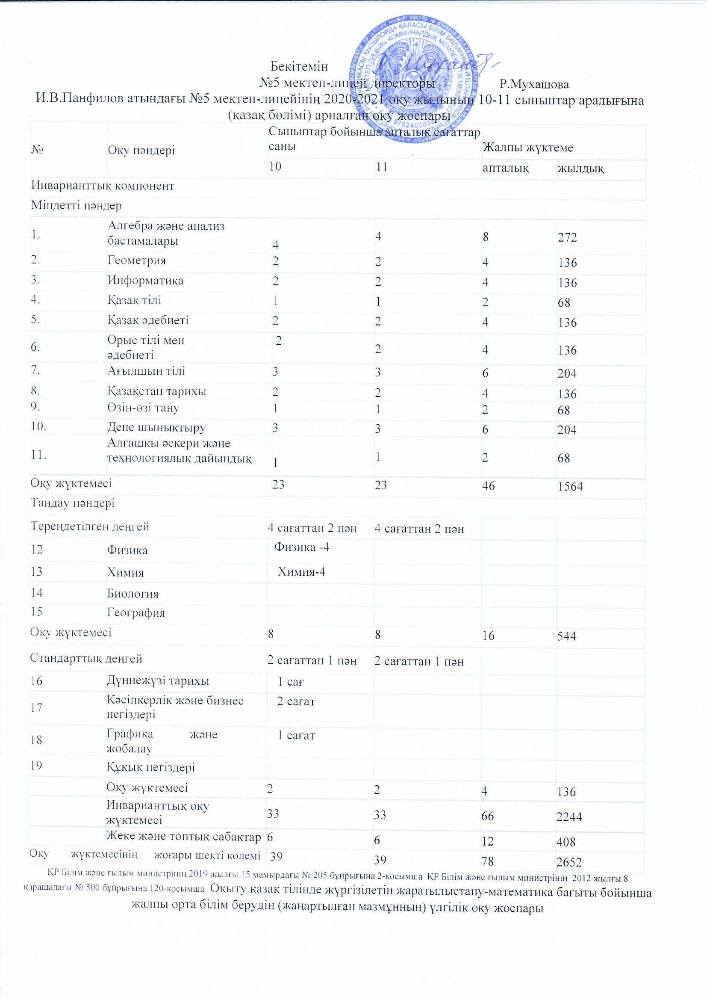 Бекітемін
№5 мектеп-лицей директоры Р.Мухашова
И.В.Панфилов атындағы №5 мектеп-лицейінің 2020-2021 оқу жылының 10-11 сыныптар аралығына
(қазақ бөлімі) арналған оқу жоспары
№ Оқу пәндері Сыныптар бойынша апталық сағаттар
саны Жалпы жүктеме
10 11 апталық жылдық
Инварианттық компонент
Міндетті пәндер
1. Алгебра және анализ
бастамалары 4 4 8 272
2. Геометрия 2 2 4 136
3. Информатика 2 2 4 136
4. Қазақ тілі 1 1 2 68
5. Қазақ әдебиеті 2 2 4 136
6. Орыс тілі мен
әдебиеті 2 2 4 136
7. Ағылшын тілі 3 3 6 204
8. Қазақстан тарихы 2 2 4 136
9. Өзін-өзі тану 1 1 2 68
10. Дене шынықтыру 3 3 6 204
11. Алғашқы әскери және
технологиялық дайындық 1 1 2 68
Оқу жүктемесі 23 23 46 1564
Таңдау пәндері
Тереңдетілген деңгей 4 сағаттан 2 пән 4 сағаттан 2 пән
12 Физика Физика -4
13 Химия Химия-4
14 Биология
15 География
Оқу жүктемесі 8 8 16 544
Стандарттық деңгей 2 сағаттан 1 пән 2 сағаттан 1 пән
16 Дүниежүзі тарихы 1 сағ
17 Кәсіпкерлік және бизнес
негіздері 2 сағат
18 Графика және
жобалау 1 сағат
19 Құқық негіздері
Оқу жүктемесі 2 2 4 136
Инварианттық оқу
жүктемесі 33 33 66 2244
Жеке және топтық сабақтар 6 6 12 408
Оқу жүктемесінің жоғары шекті көлемі 39 39 78 2652
ҚР Білім және ғылым министрінің 2019 жылғы 15 мамырдағы № 205 бұйрығына 2-қосымша ҚР Білім және ғылым министрінің 2012 жылғы 8
қарашадағы № 500 бұйрығына 120-қосымша Оқыту қазақ тілінде жүргізілетін жаратылыстану-математика бағыты бойынша
жалпы орта білім берудің (жаңартылған мазмұнның) үлгілік оқу жоспары